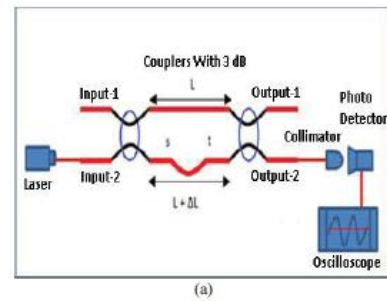 Couplers With 3 dB
Input-1
L
Output-1
Photo
Detector
Collimator
s
t
Laser
Input-2
Output-2
L + ΔL
Oscilloscope
(a)